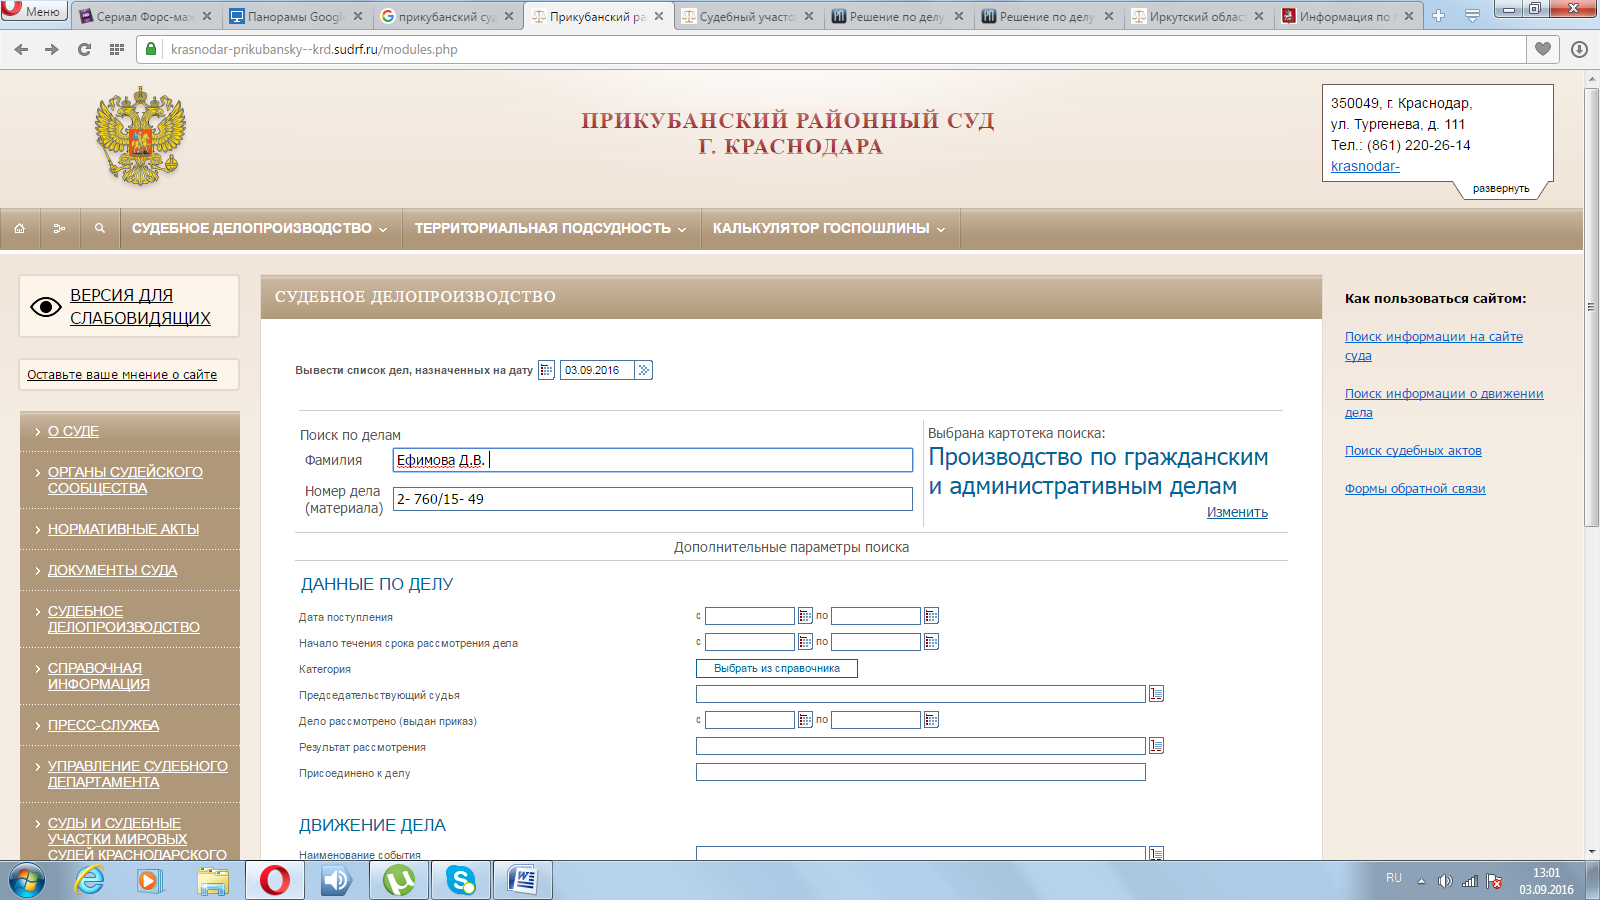 Меню
Сериал Форс-маж
Панорамы Google
прикубанский суд
Прикубанский ра
Судебный участо
Решение по делу
Решение по делу
Иркутский област
Информация по
krasnodar-prikubansky--krd.sudrf.ru/modules.php
ПРИКУБАНСКИЙ РАЙОННЫЙ СУД
Г. КРАСНОДАРА
350049, г. Краснодар,
ул. Тургенева, д. 111
Тел.: (861) 220-26-14
krasnodar-
развернуть
СУДЕБНОЕ ДЕЛОПРОИЗВОДСТВО
ТЕРРИТОРИАЛЬНАЯ ПОДСУДНОСТЬ
КАЛЬКУЛЯТОР ГОСПОШЛИНЫ
ВЕРСИЯ ДЛЯ
СЛАБОВИДЯЩИХ
Оставьте ваше мнение о сайте
О СУДЕ
ОРГАНЫ СУДЕЙСКОГО
СООБЩЕСТВА
НОРМАТИВНЫЕ АКТЫ
ДОКУМЕНТЫ СУДА
СУДЕБНОЕ
ДЕЛОПРОИЗВОДСТВО
СПРАВОЧНАЯ
ИНФОРМАЦИЯ
ПРЕСС-СЛУЖБА
УПРАВЛЕНИЕ СУДЕБНОГО
ДЕПАРТАМЕНТА
СУДЫ И СУДЕБНЫЕ
УЧАСТКИ МИРОВЫХ
СУДЕЙ КРАСНОДАРСКОГО
СУДЕБНОЕ ДЕЛОПРОИЗВОДСТВО
Вывести список дел, назначенных на дату 03.09.2016
Поиск по делам
Фамилия Ефимова Д.В.
Номер дела
(материала) 2- 760/15- 49
Выбрана картотека поиска:
Производство по гражданским
и административным делам
Изменить
Дополнительные параметры поиска
ДАННЫЕ ПО ДЕЛУ
Дата поступления с по
Начало течения срока рассмотрения дела с по
Категория Выбрать из справочника
Председательствующий судья
Дело рассмотрено (выдан приказ) с по
Результат рассмотрения
Присоединено к делу
ДВИЖЕНИЕ ДЕЛА
Наименование события
Как пользоваться сайтом:
Поиск информации на сайте
суда
Поиск информации о движении
дела
Поиск судебных актов
Формы обратной связи
RU
13:01
03.09.2016